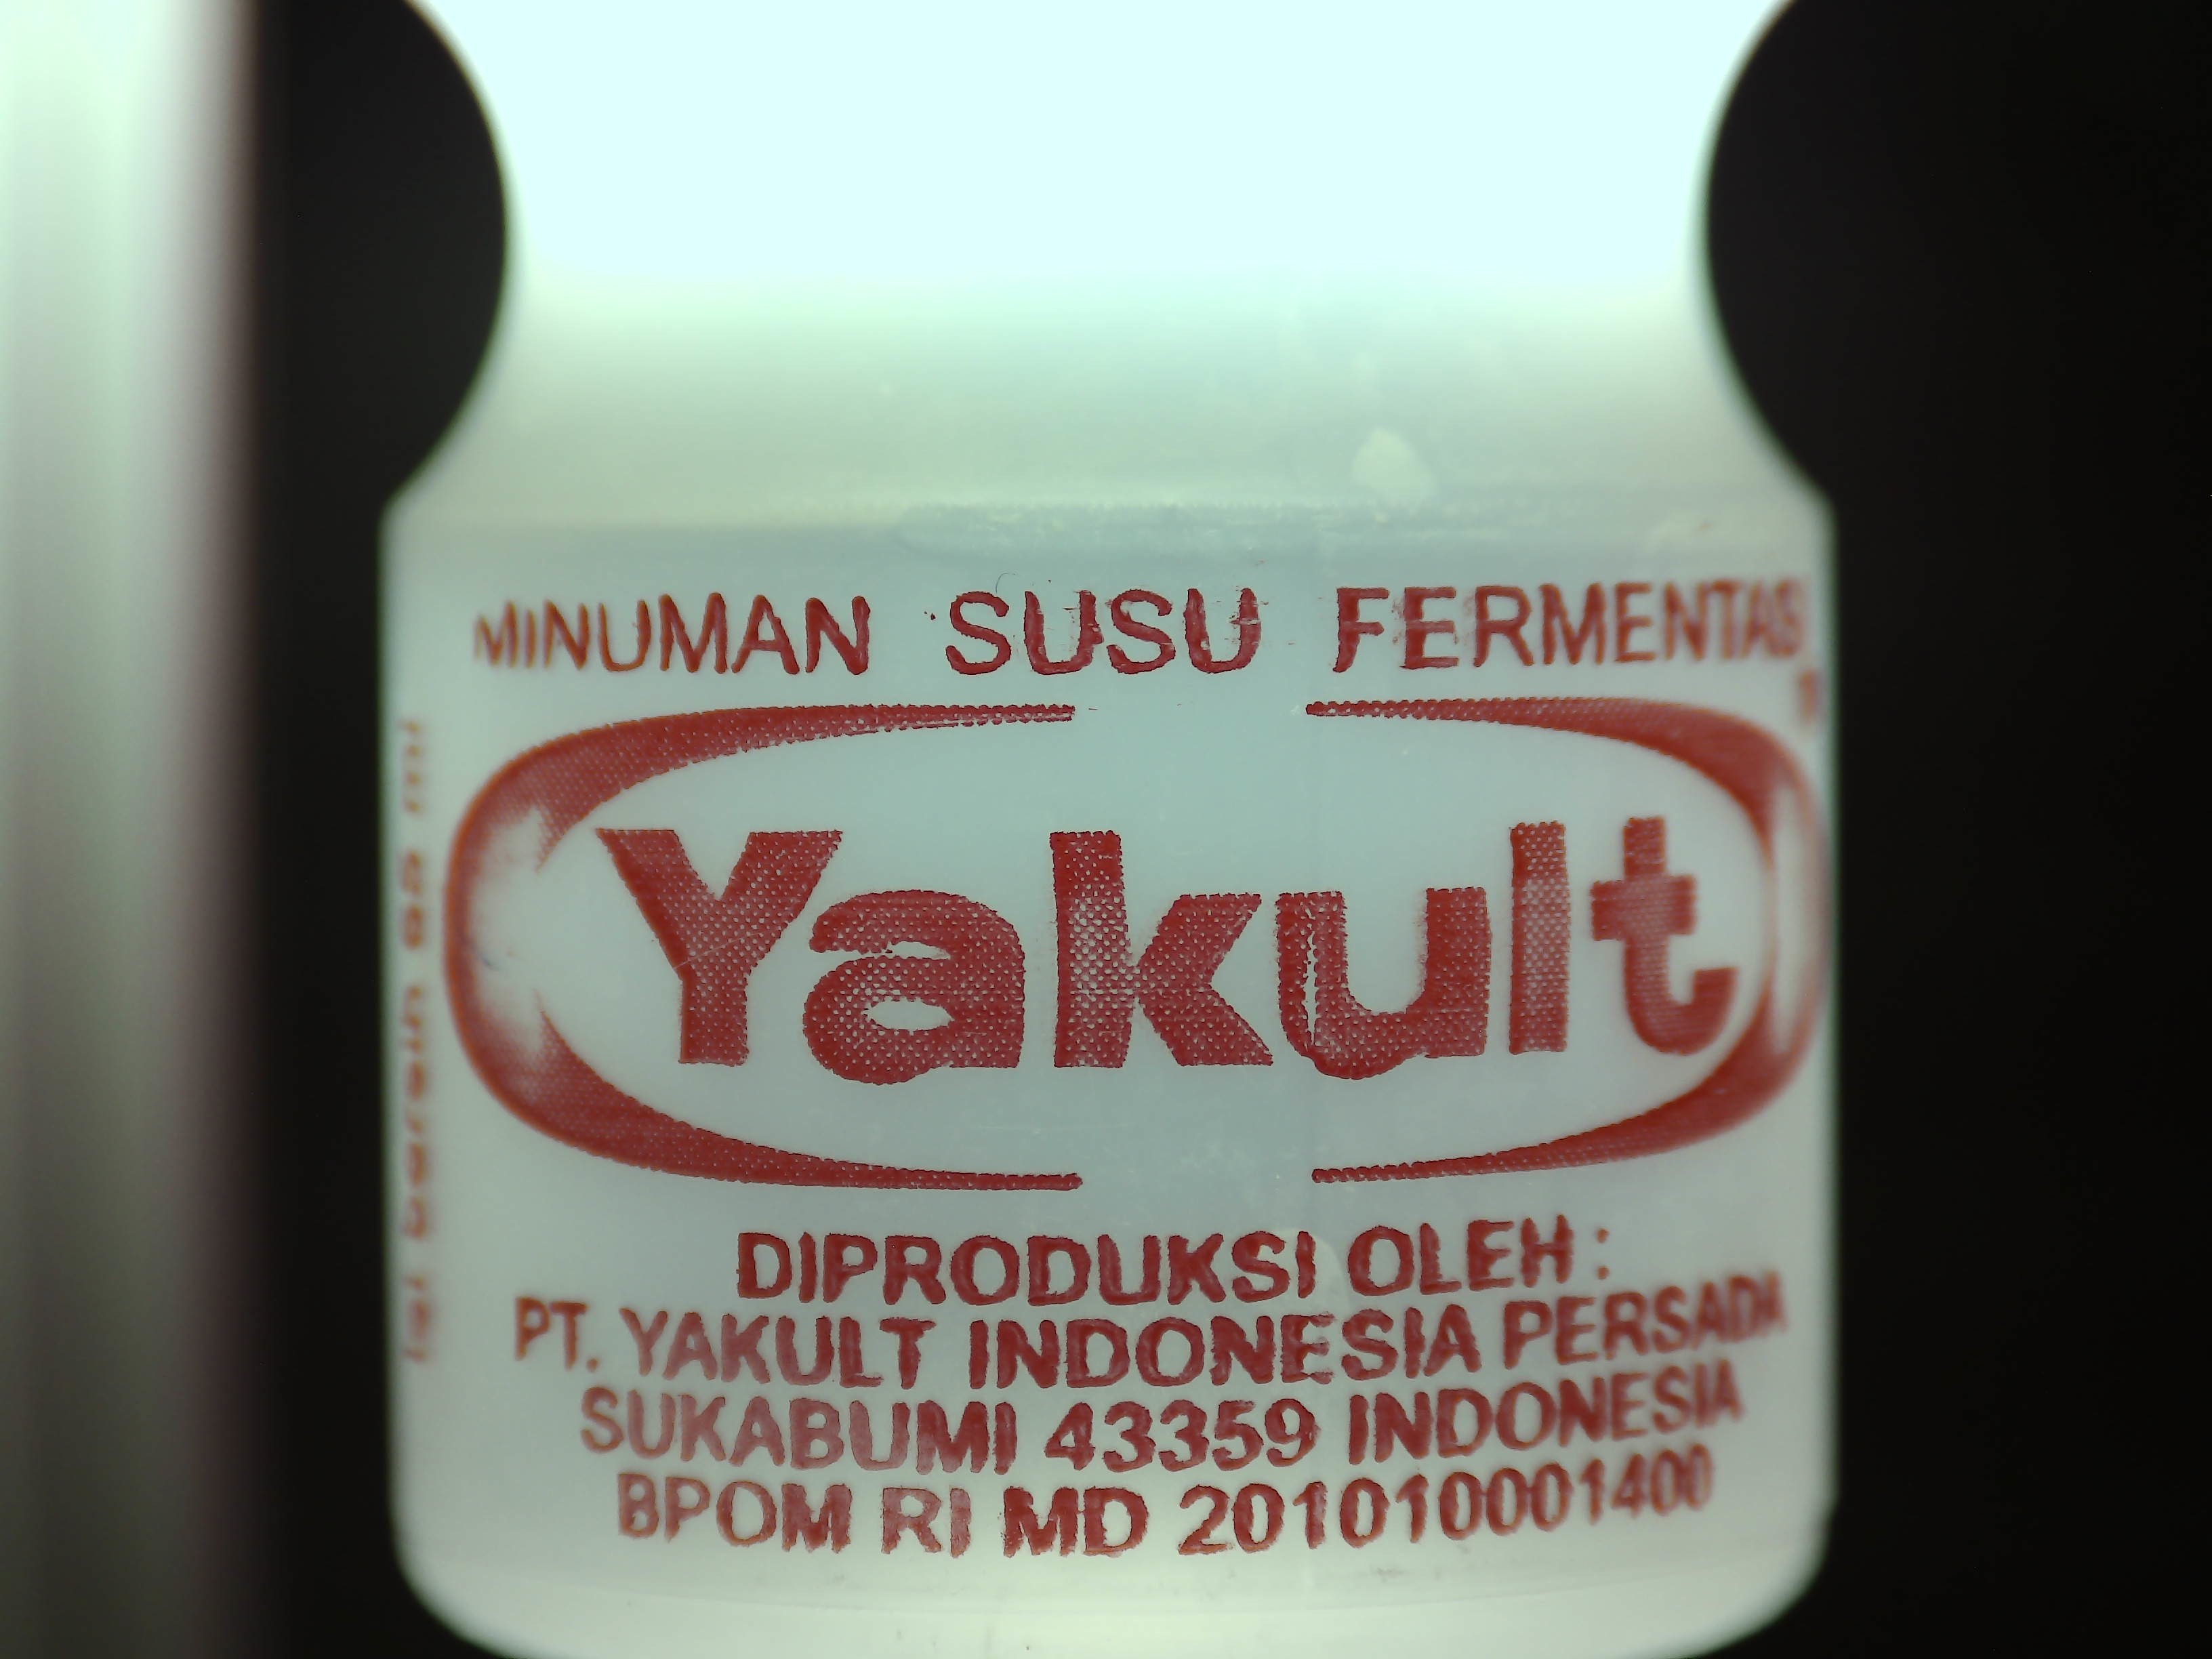 MINUMAN SUSU FERMENTASI
Yakult
DIPRODUKSI OLEH :
PT. YAKULT INDONESIA PERSADA
SUKABUMI 43359 INDONESIA
BPOM RI MD 201010001400